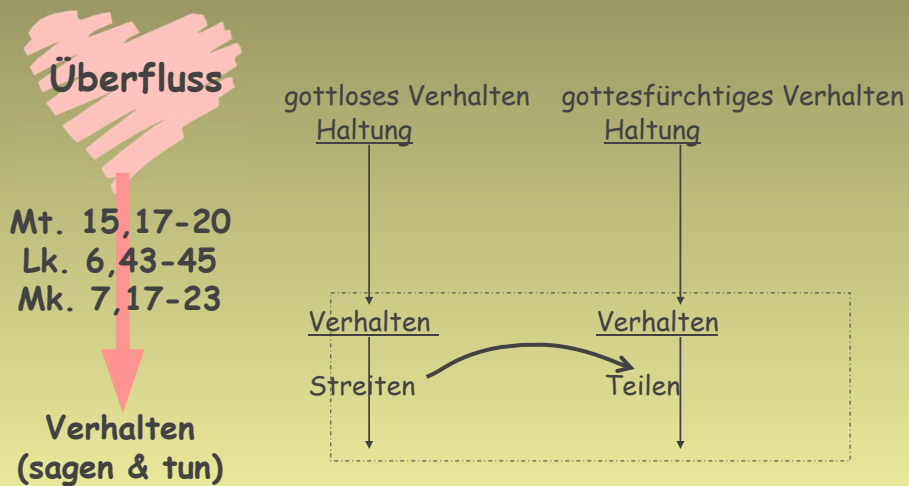 Überfluss
Mt. 15,17-20
Lk. 6,43-45
Mk. 7,17-23
Verhalten
(sagen & tun)
gottloses Verhalten
Haltung
Verhalten
Streiten
gottesfürchtiges Verhalten
Haltung
Verhalten
Teilen